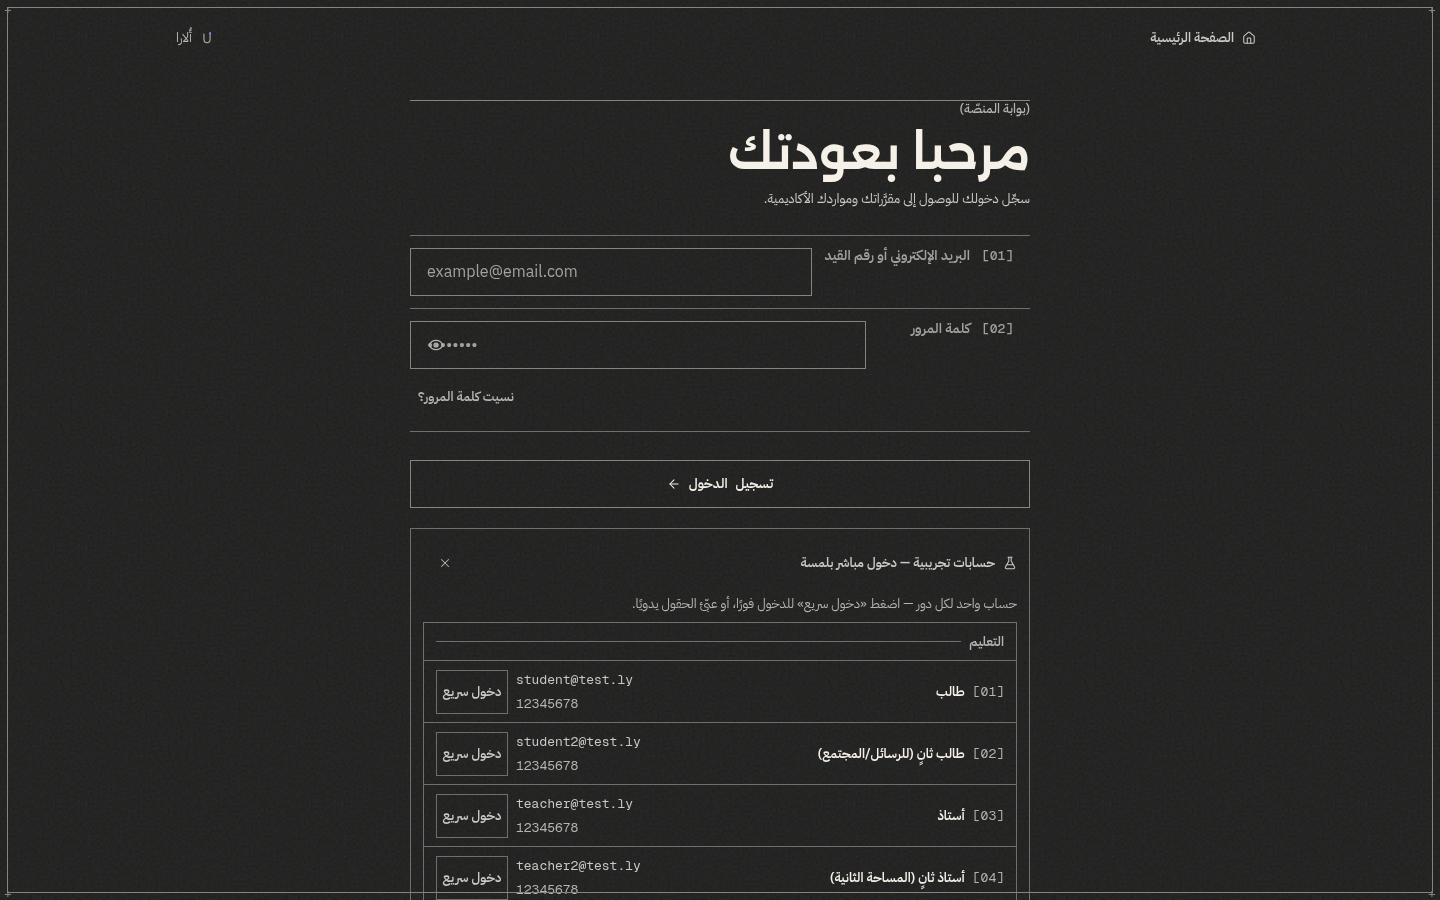 الصفحة الرئيسية
U ألارا
(بوابة المنصّة)
مرحبا بعودتك
سجّل دخولك للوصول إلى مقرّراتك ومواردك الأكاديمية.
[01] البريد الإلكتروني أو رقم القيد
example@email.com
[02] كلمة المرور
نسيت كلمة المرور؟
تسجيل الدخول ←
حسابات تجريبية — دخول مباشر بلمسة
حساب واحد لكل دور — اضغط «دخول سريع» للدخول فورًا، أو عبّئ الحقول يدويًا.
التعليم
[01] طالب
student@test.ly
12345678
دخول سريع
[02] طالب ثانٍ (للرسائل/المجتمع)
student2@test.ly
12345678
دخول سريع
[03] أستاذ
teacher@test.ly
12345678
دخول سريع
[04] أستاذ ثانٍ (المساحة الثانية)
teacher2@test.ly
12345678
دخول سريع